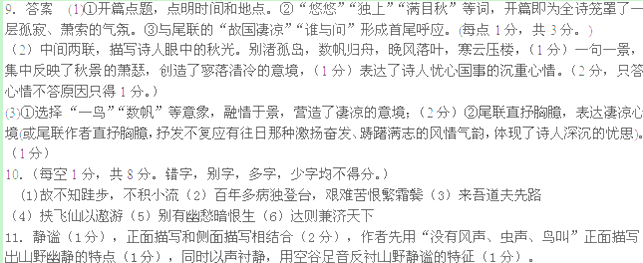 9. 答案 (1)①开篇点题，点明时间和地点。②“悠悠”“独上”“满目秋”等词，开篇即为全诗笼罩了一
层孤寂、萧索的气氛。③与尾联的“故国凄凉”“谁与问”形成首尾呼应。(每点1分，共3分。)
（2）中间两联，描写诗人眼中的秋光。别渚孤岛，数帆归舟，晚风落叶，寒云压楼，（1分）一句一景，
集中反映了秋景的萧瑟，创造了寥落清冷的意境，（1分）表达了诗人忧心国事的沉重心情。（2分，只答
心情不答原因只得1分。）
(3)①选择“一鸟”“数帆”等意象，融情于景，营造了凄凉的意境；（2分）②尾联直抒胸臆，表达凄凉心
境(或尾联作者直抒胸臆，抒发不复应有往日那种激扬奋发、踌躇满志的风情气韵，体现了诗人深沉的忧思)。
（1分）
10.（每空1分，共8分。错字，别字，多字，少字均不得分。）
(1)故不知跬步，不积小流（2）百年多病独登台，艰难苦恨繁霜鬓（3）来吾道夫先路
（4）挟飞仙以遨游（5）别有幽愁暗恨生（6）达则兼济天下
11. 静谧（1分），正面描写和侧面描写相结合（2分），作者先用“没有风声、虫声、鸟叫”正面描写
出山野幽静的特点（1分），同时以声衬静，用空谷足音反衬山野静谧的特征（1分）。